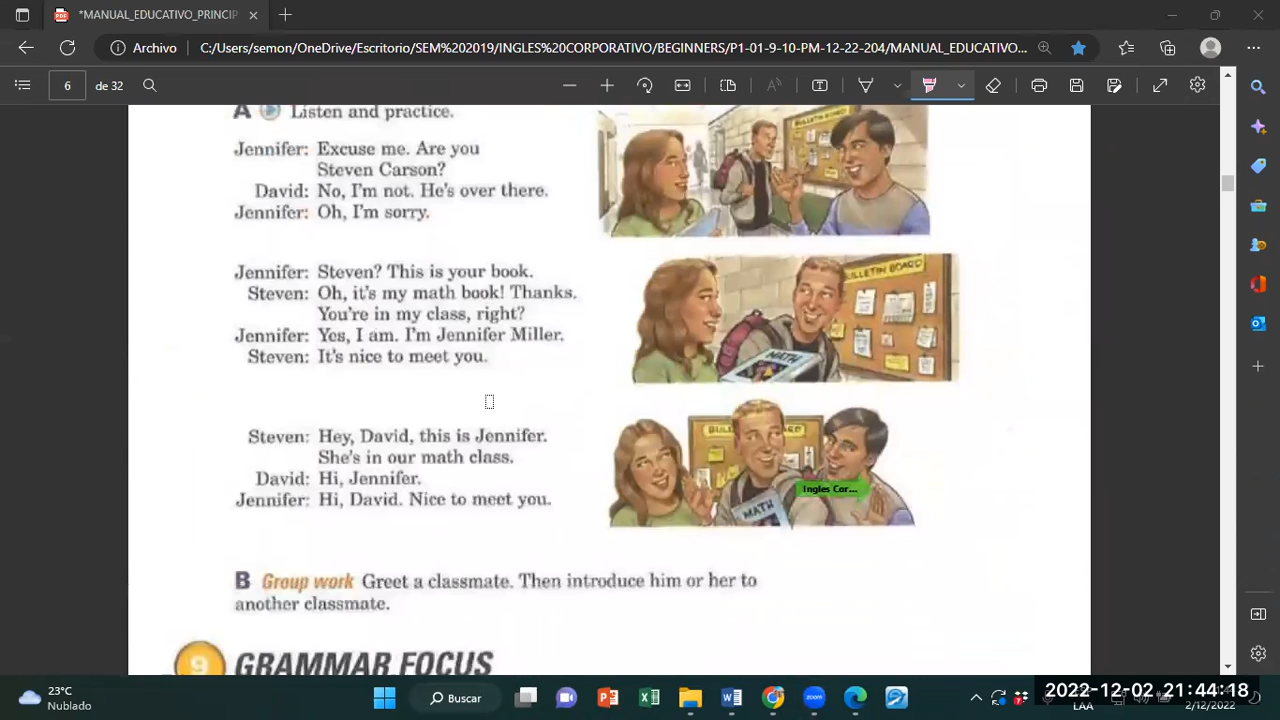 *MANUAL_EDUCATIVO_PRINCIP
Archivo
C:/Users/semon/OneDrive/Escritorio/SEM%202019/INGLES%20CORPORATIVO/BEGINNERS/P1-01-9-10-PM-12-22-204/MANUAL_EDUCATIVO...
6 de 32
A Listen and practice.
Jennifer: Excuse me. Are you
Steven Carson?
David: No, I'm not. He's over there.
Jennifer: Oh, I'm sorry.
BULLETIN BOARD
Jennifer: Steven? This is your book.
Steven: Oh, it's my math book! Thanks.
You're in my class, right?
Jennifer: Yes, I am. I'm Jennifer Miller.
Steven: It's nice to meet you.
BULLETIN BOARD
MATH
Steven: Hey, David, this is Jennifer.
She's in our math class.
David: Hi, Jennifer.
Jennifer: Hi, David. Nice to meet you.
Ingles Cor...
MATH
B Group work Greet a classmate. Then introduce him or her to
another classmate.
9 GRAMMAR FOCUS
23°C
Nublado
Buscar
2022-12-02 21:44:18
LAA
2/12/2022